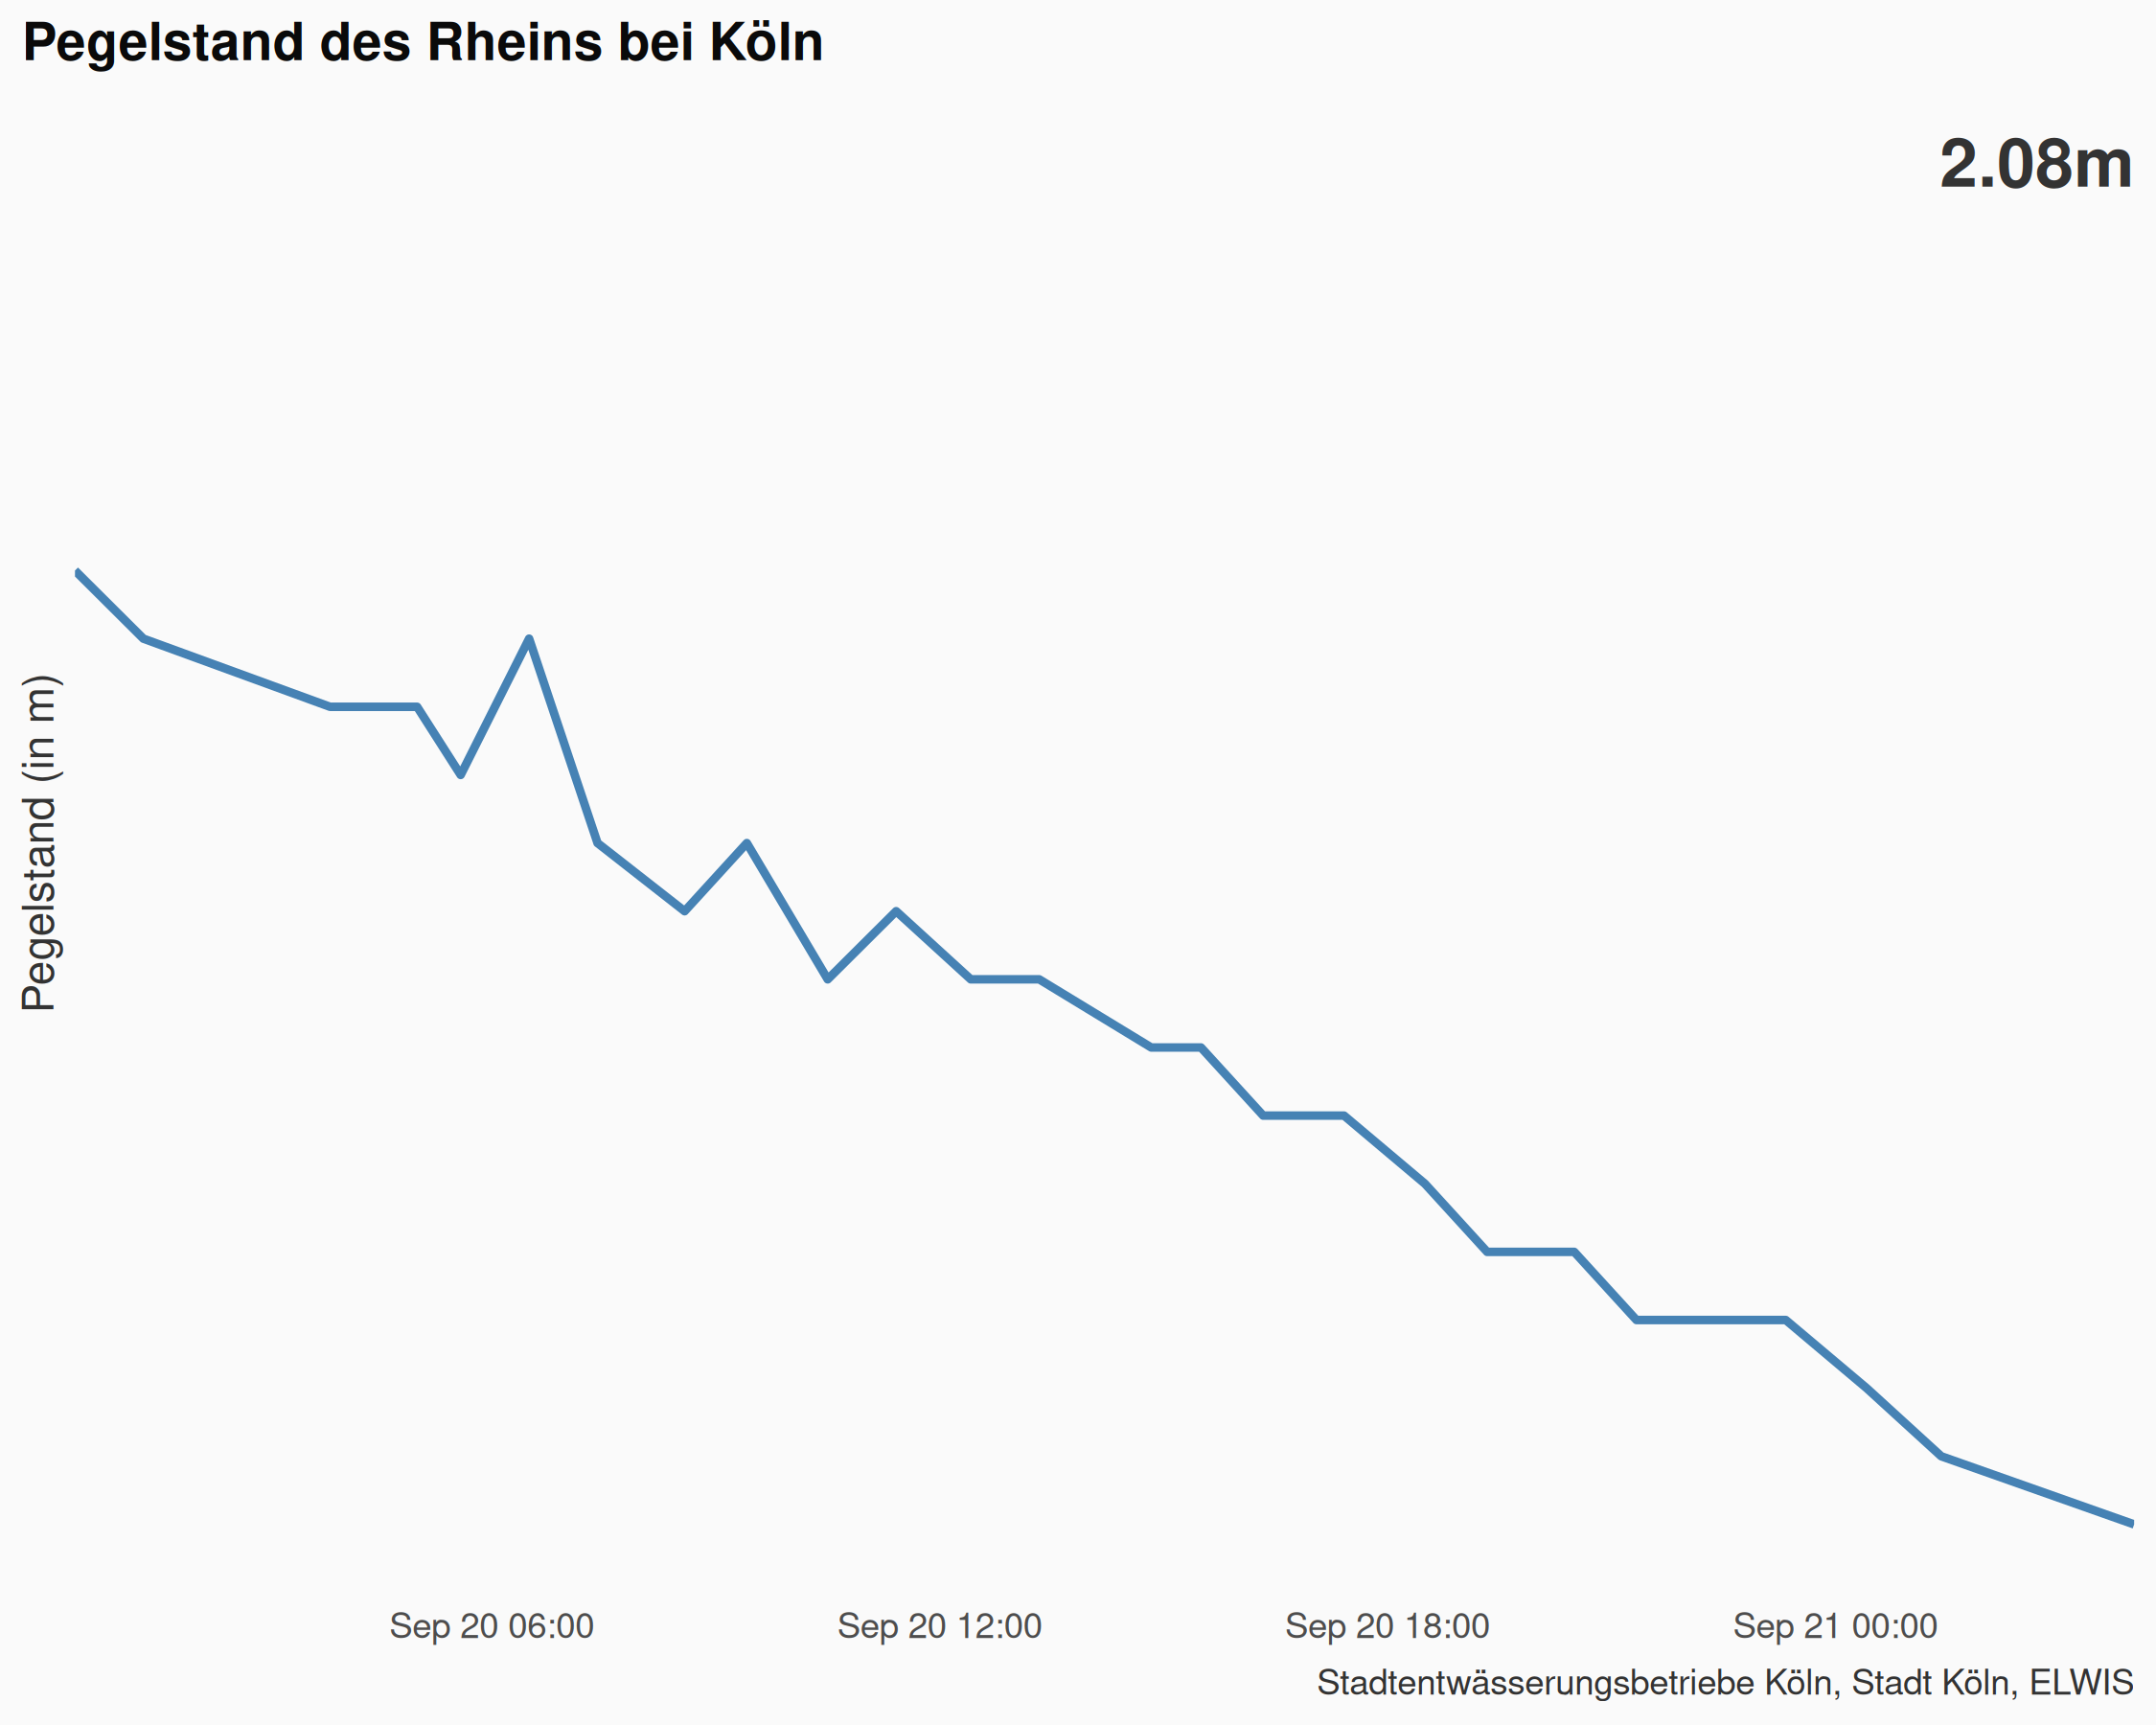 Pegelstand des Rheins bei Köln
2.08m
Pegelstand (in m)
Sep 20 06:00
Sep 20 12:00
Sep 20 18:00
Sep 21 00:00
Stadtentwässerungsbetriebe Köln, Stadt Köln, ELWIS